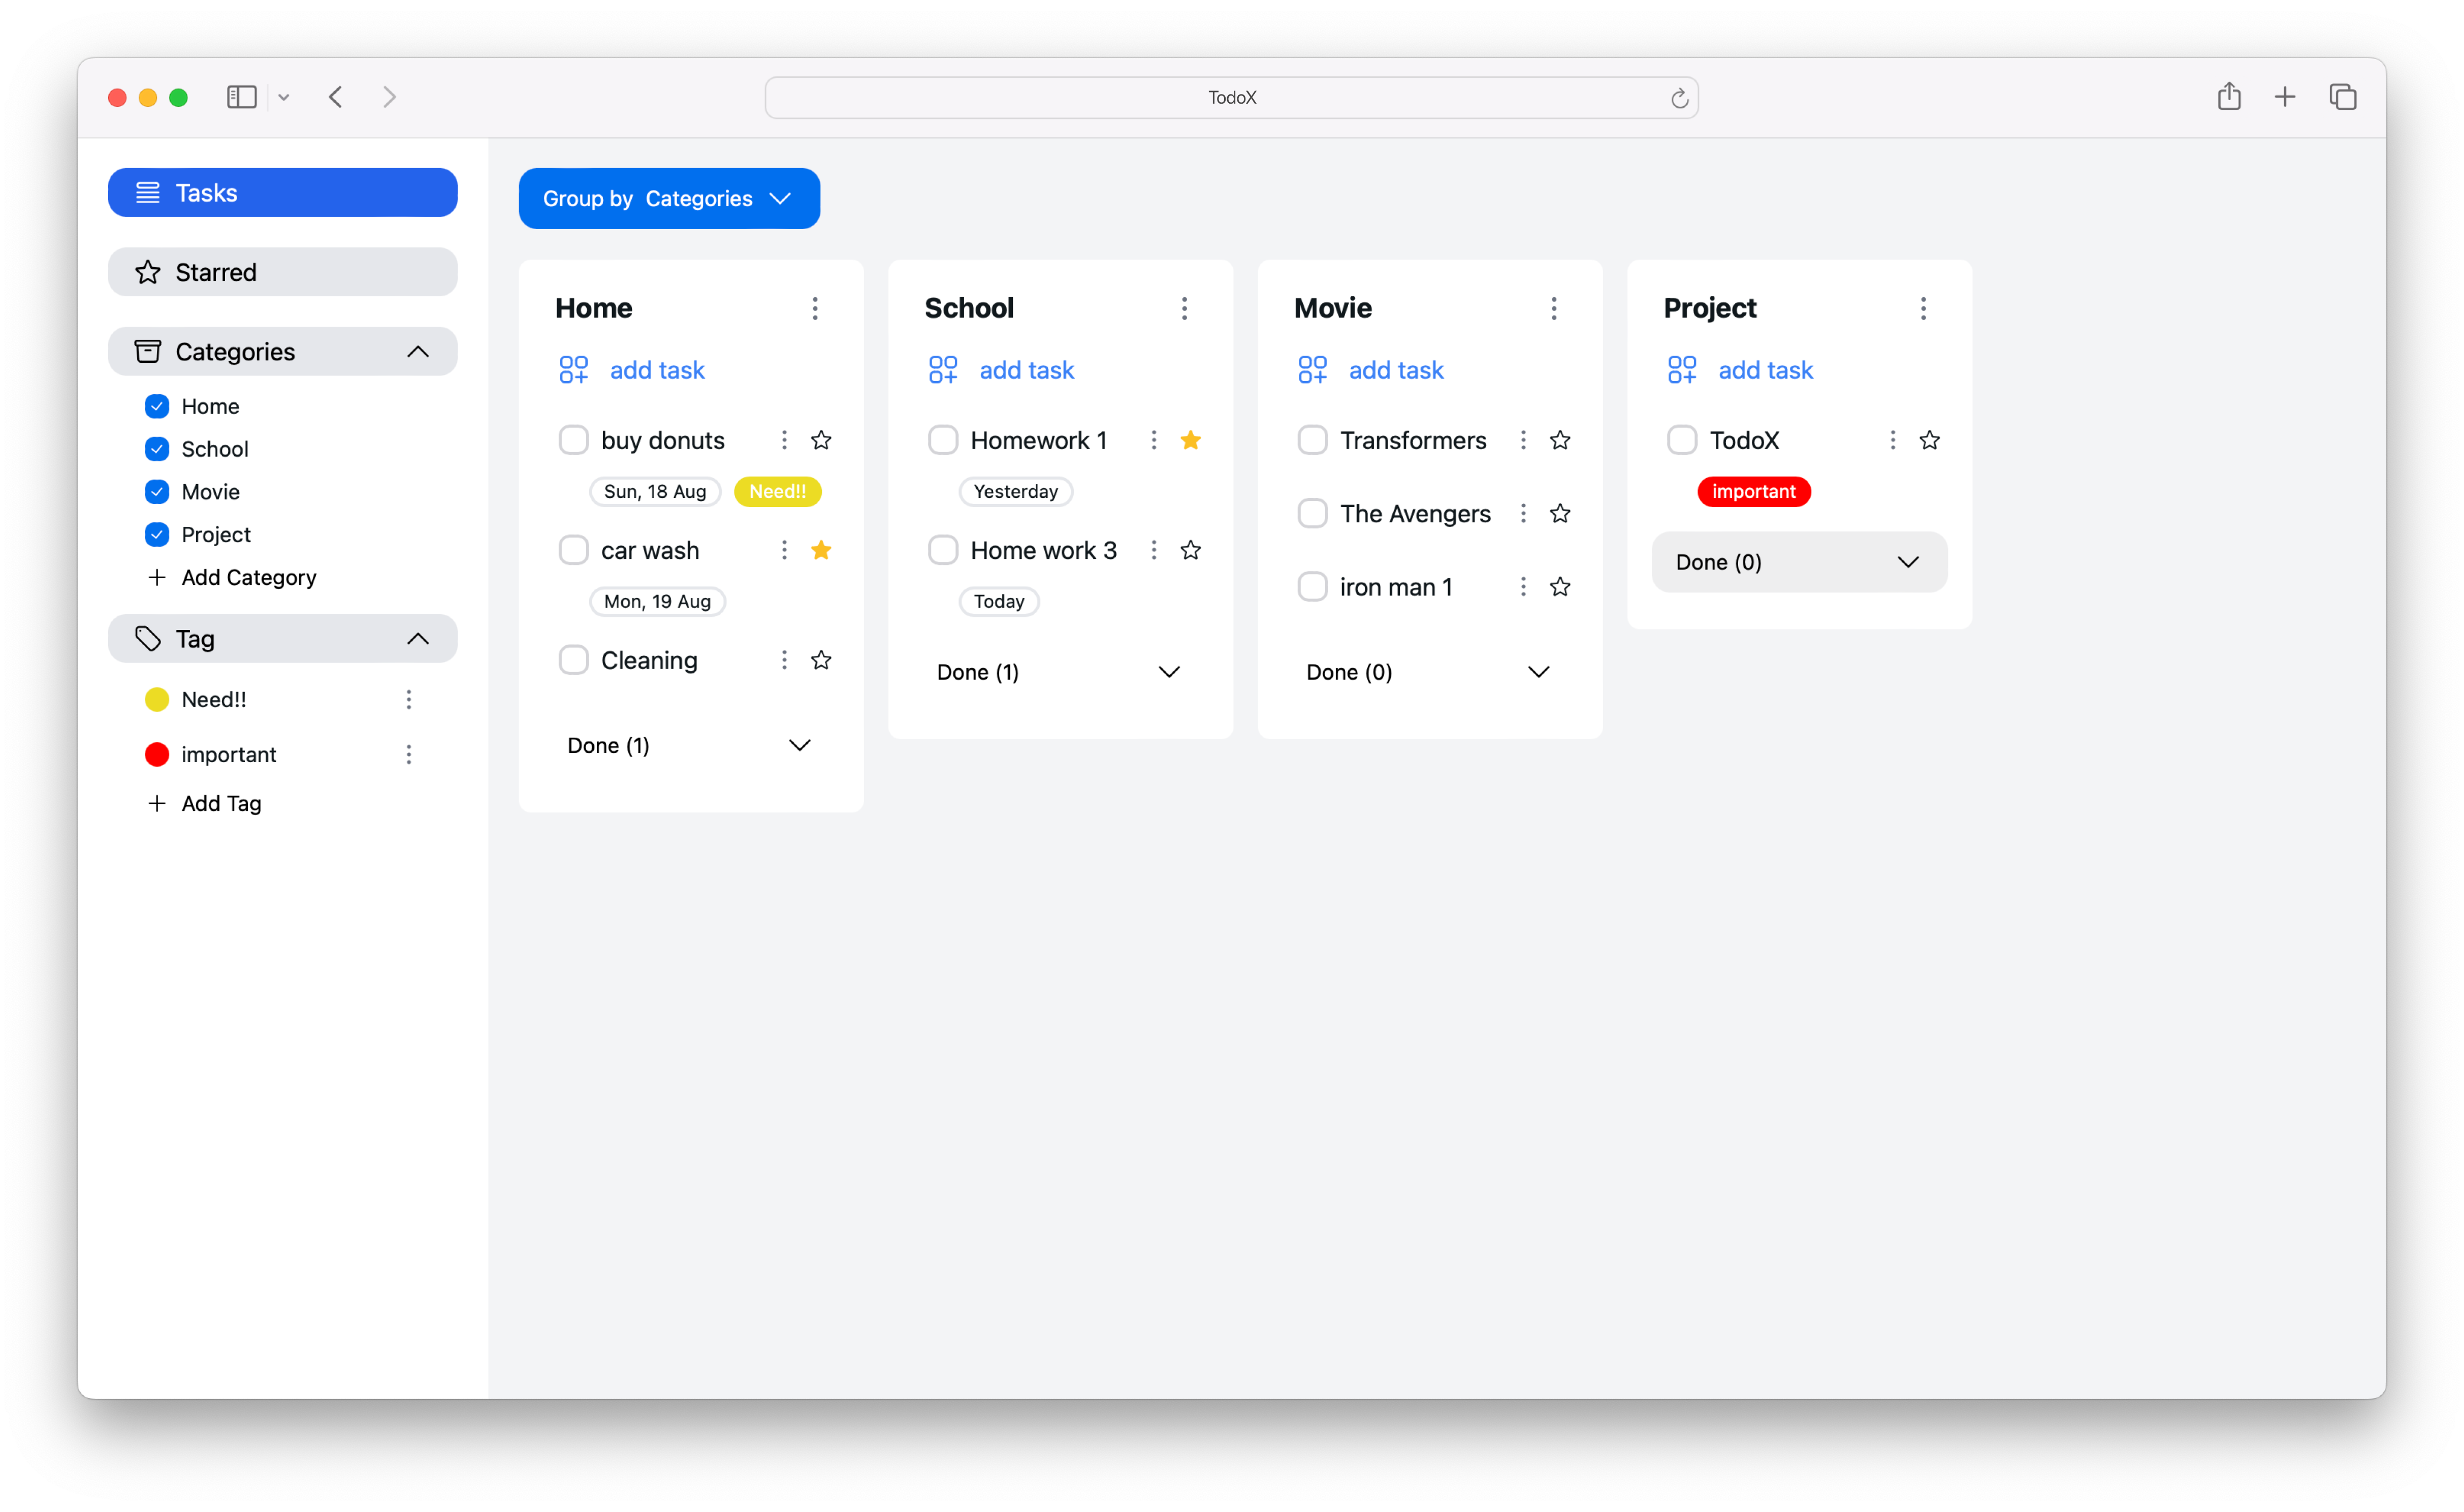 TodoX
Tasks
Starred
Categories
Home
School
Movie
Project
Add Category
Tag
Need!!
important
Add Tag
Group by Categories
Home
add task
buy donuts
Sun, 18 Aug Need!!
car wash
Mon, 19 Aug
Cleaning
Done (1)
School
add task
Homework 1
Yesterday
Home work 3
Today
Done (1)
Movie
add task
Transformers
The Avengers
iron man 1
Done (0)
Project
add task
TodoX
important
Done (0)